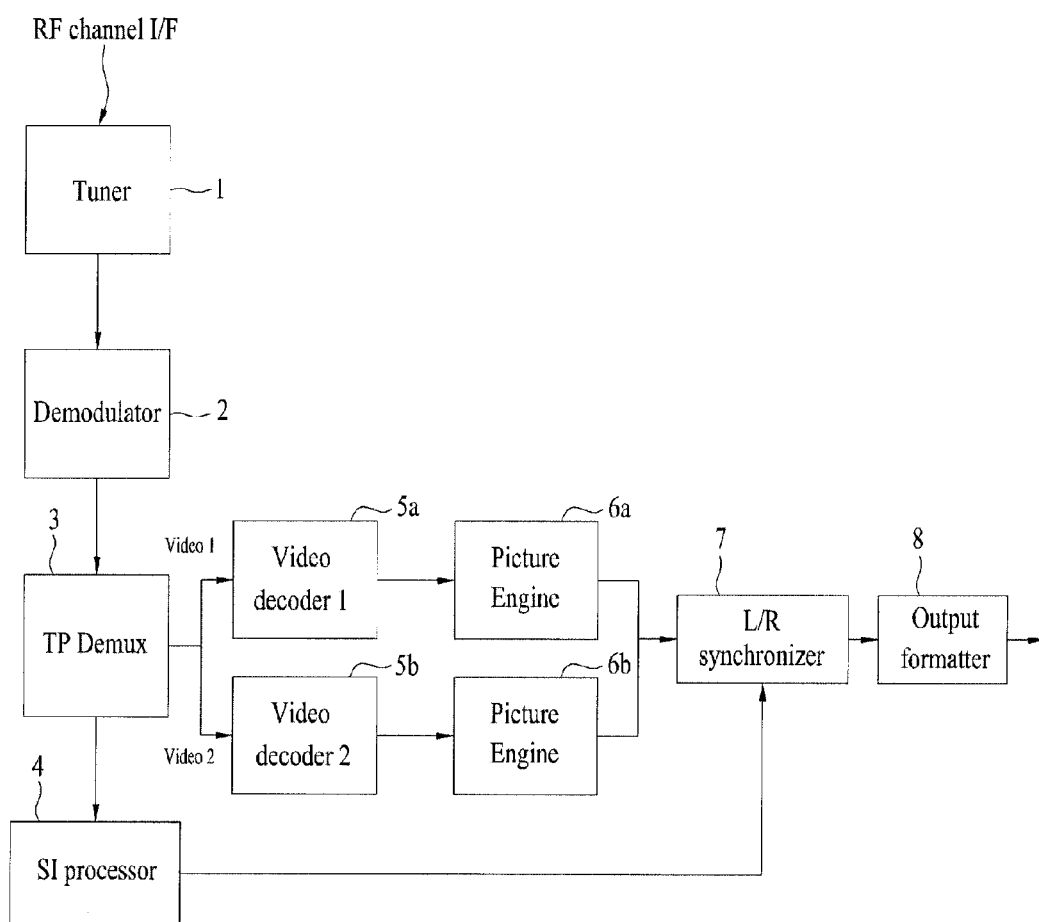 RF channel I/F
Tuner
1
Demodulator
2
3
TP Demux
Video 1
Video 2
5a
Video
decoder 1
6a
Picture
Engine
5b
Video
decoder 2
6b
Picture
Engine
7
L/R
synchronizer
8
Output
formatter
4
SI processor